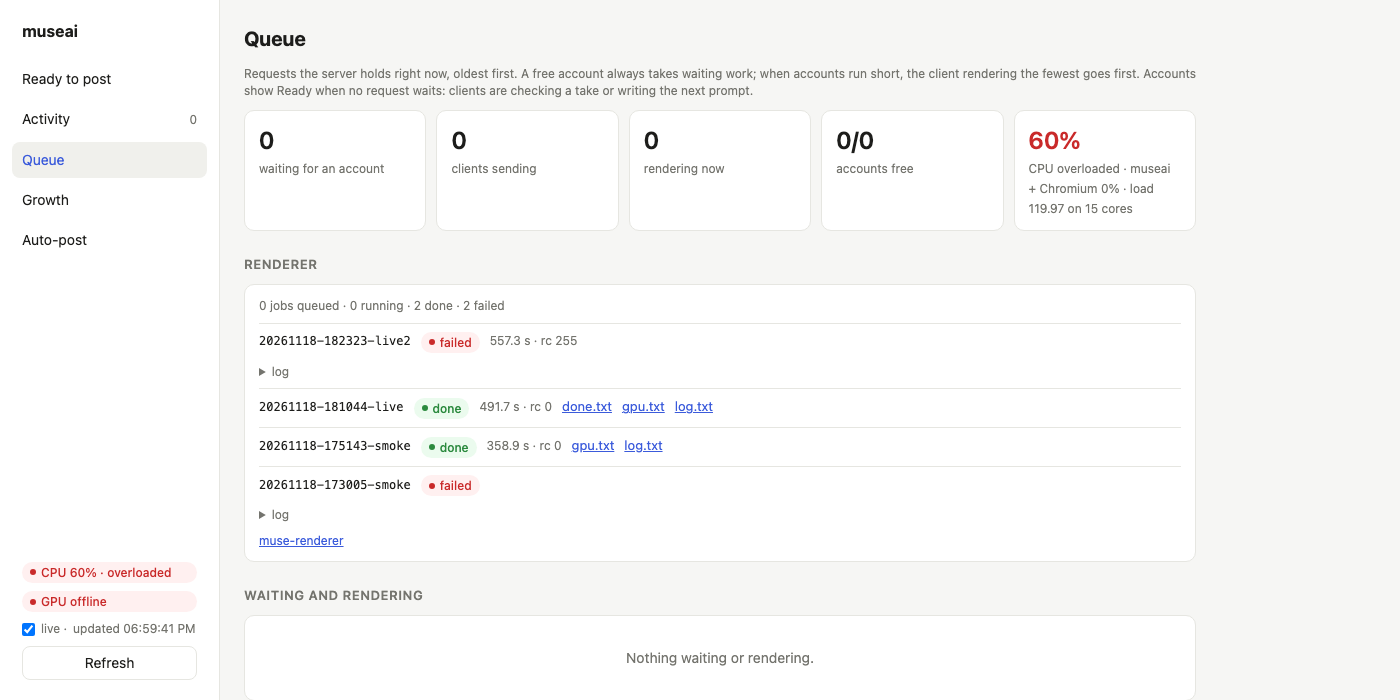 museai
Ready to post
Activity 0
Queue
Growth
Auto-post
CPU 60% · overloaded
GPU offline
live · updated 06:59:41 PM
Refresh
Queue
Requests the server holds right now, oldest first. A free account always takes waiting work; when accounts run short, the client rendering the fewest goes first. Accounts
show Ready when no request waits: clients are checking a take or writing the next prompt.
0
waiting for an account
0
clients sending
0
rendering now
0/0
accounts free
60%
CPU overloaded · museai
+ Chromium 0% · load
119.97 on 15 cores
RENDERER
0 jobs queued · 0 running · 2 done · 2 failed
20261118-182323-live2 failed 557.3 s · rc 255
log
20261118-181044-live done 491.7 s · rc 0 done.txt gpu.txt log.txt
20261118-175143-smoke done 358.9 s · rc 0 gpu.txt log.txt
20261118-173005-smoke failed
log
muse-renderer
WAITING AND RENDERING
Nothing waiting or rendering.